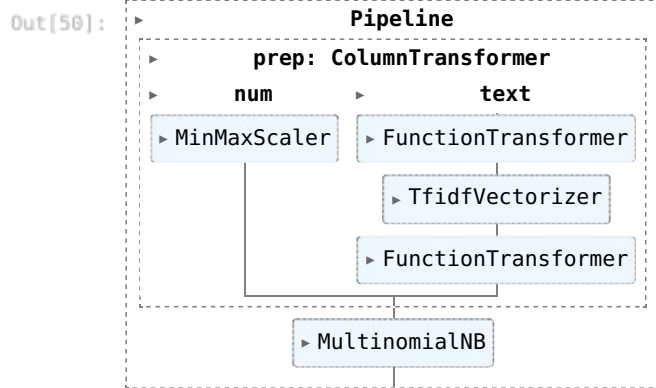 Out[50]:
▸ Pipeline
▸ prep: ColumnTransformer
▸ num ▸ text
▸ MinMaxScaler ▸ FunctionTransformer
▸ TfidfVectorizer
▸ FunctionTransformer
▸ MultinomialNB